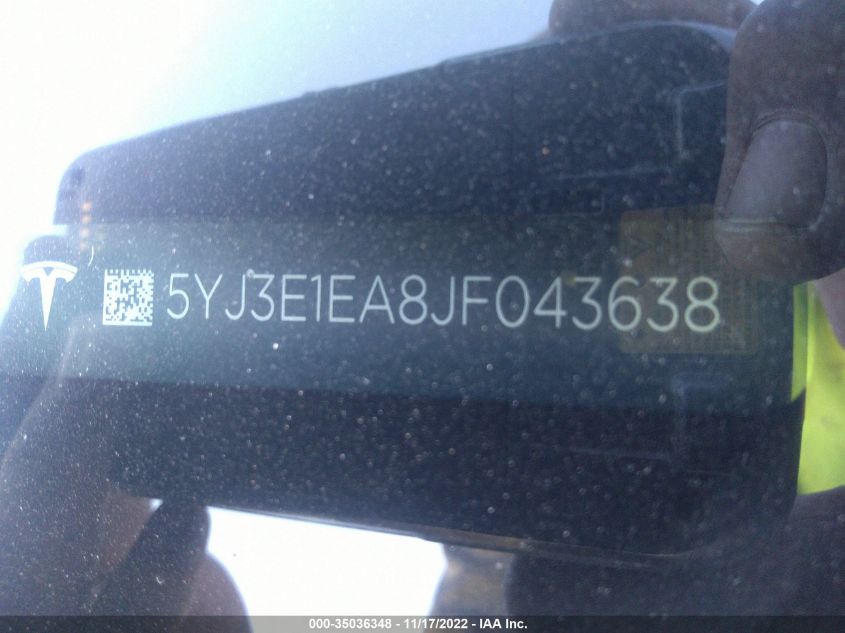 5YJ3E1EA8JF043638
000-35036348 - 11/17/2022 - IAA Inc.